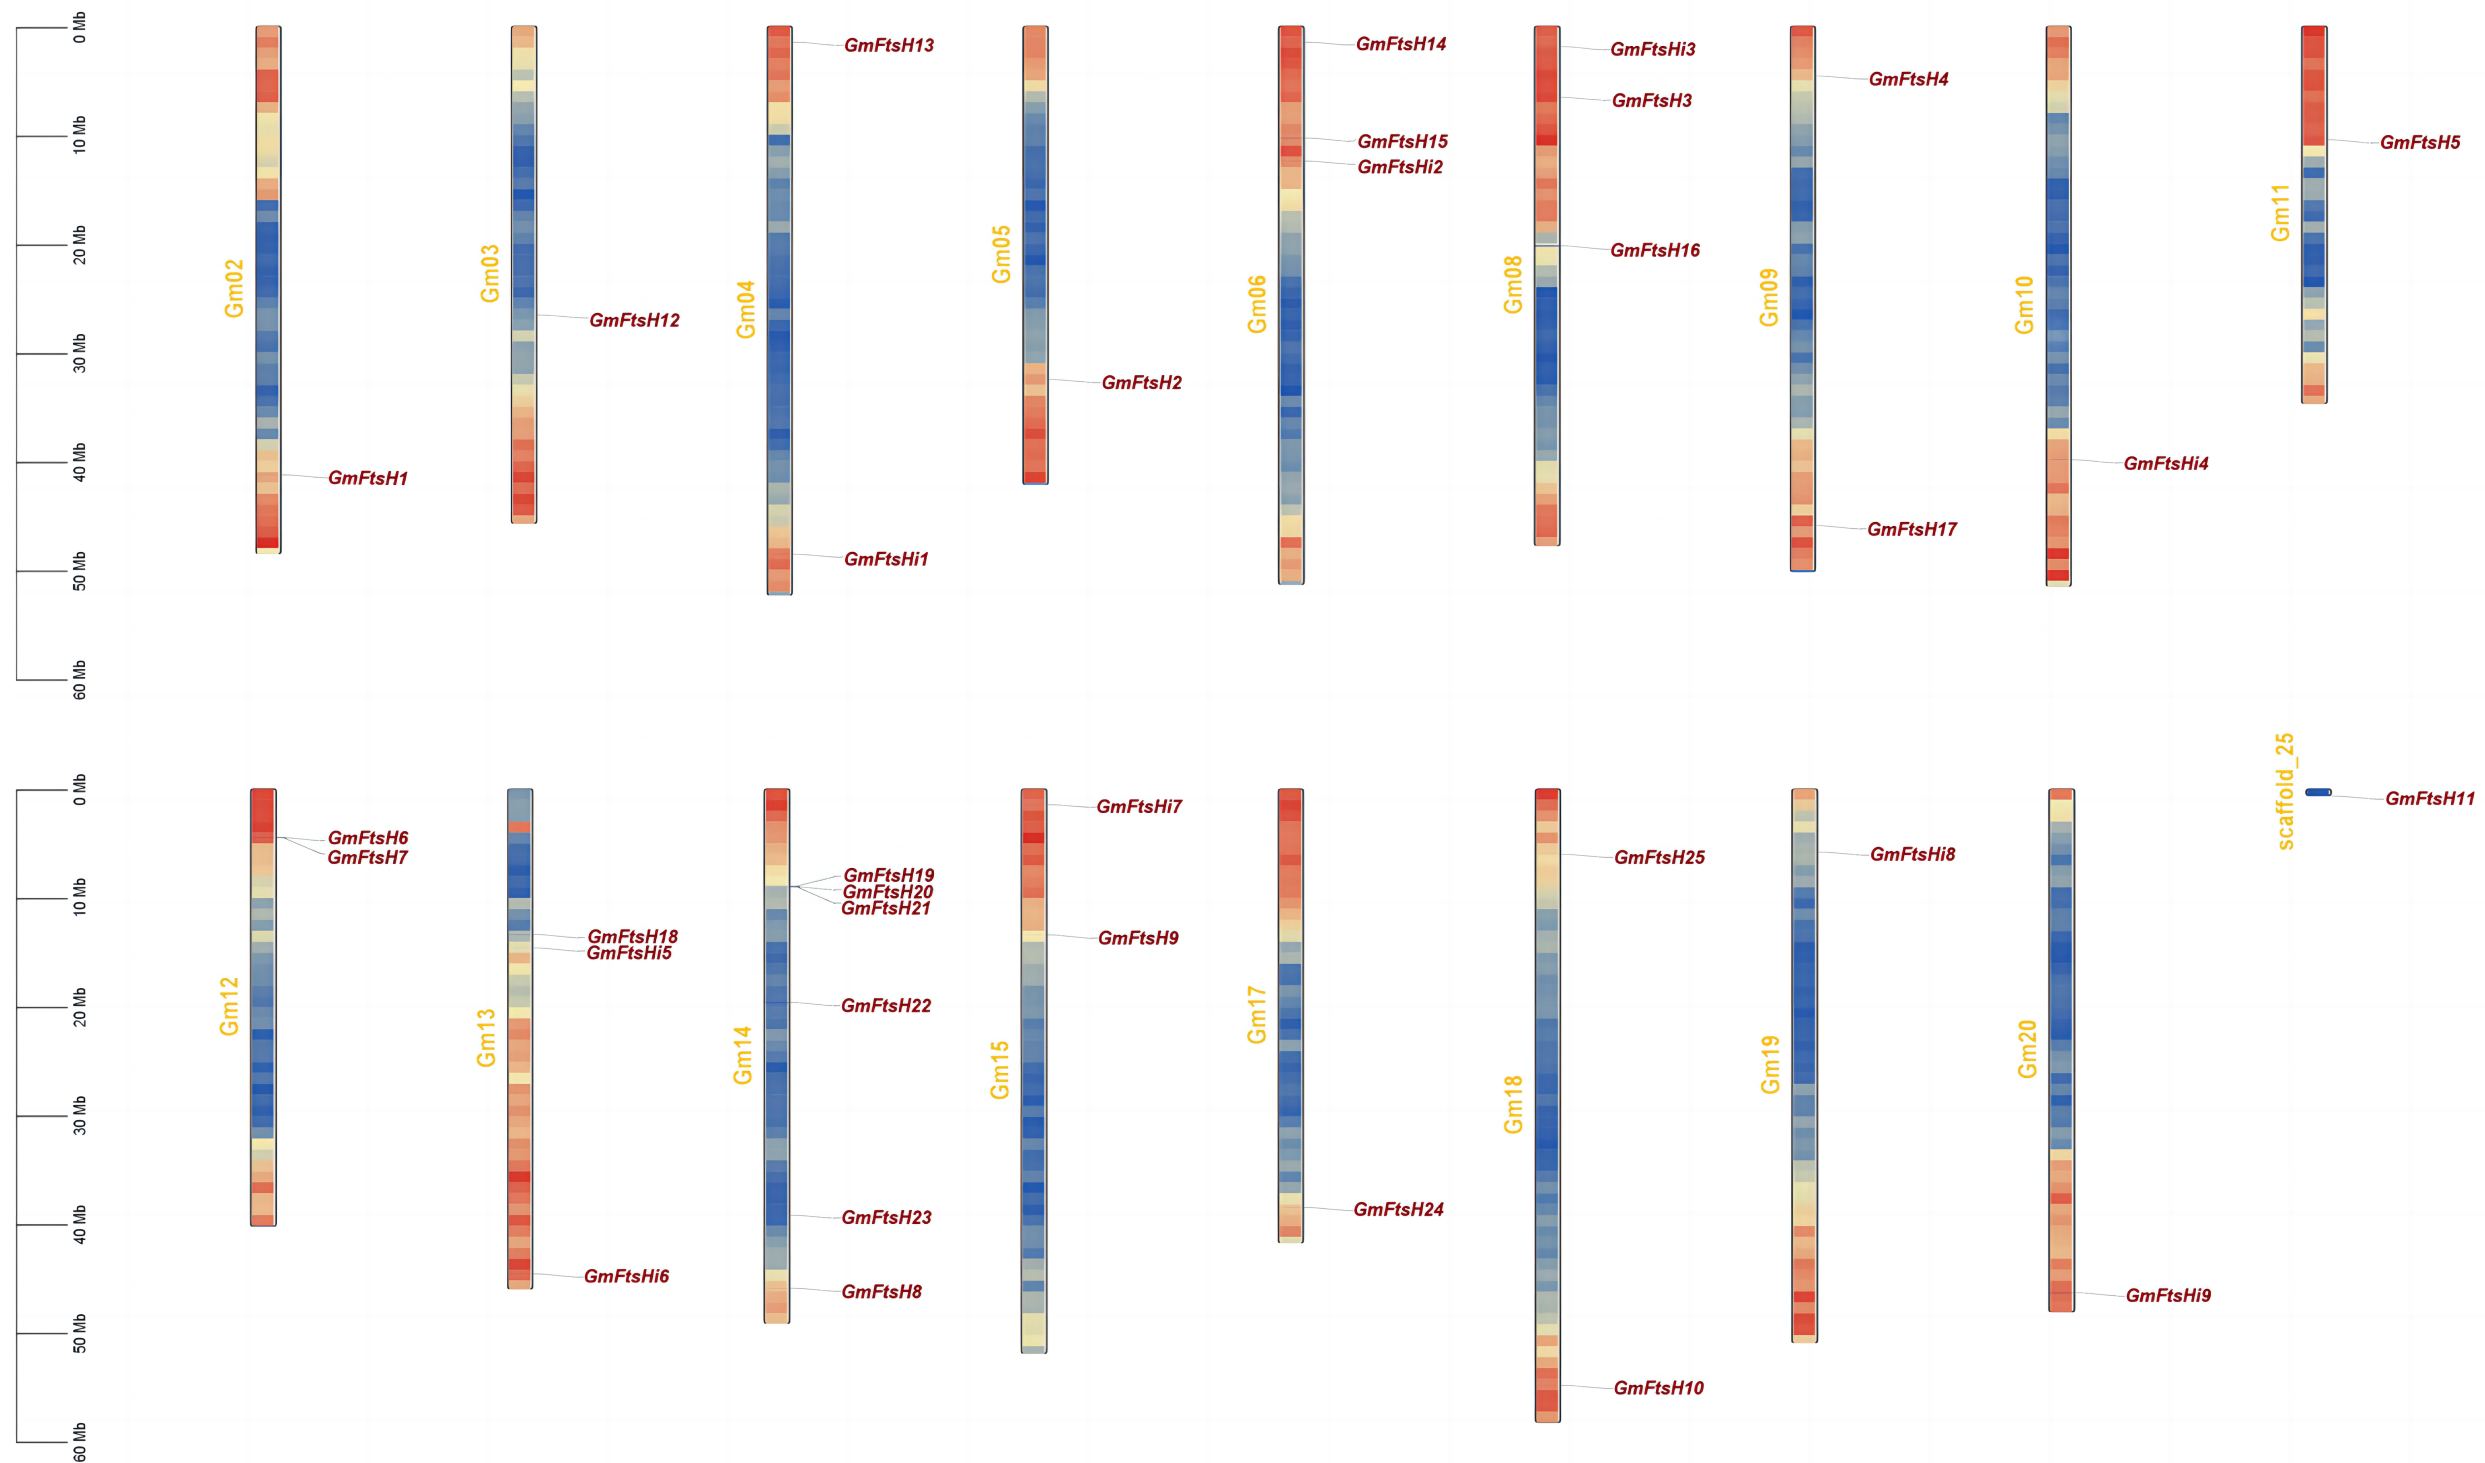 0 Mb
10 Mb
20 Mb
30 Mb
40 Mb
50 Mb
60 Mb
Gm02
GmFtsH1
Gm03
GmFtsH12
Gm04
GmFtsH13
GmFtsHi1
Gm05
GmFtsH2
Gm06
GmFtsH14
GmFtsH15
GmFtsHi2
Gm08
GmFtsHi3
GmFtsH3
GmFtsH16
Gm09
GmFtsH4
GmFtsH17
Gm10
GmFtsHi4
Gm11
GmFtsH5
0 Mb
10 Mb
20 Mb
30 Mb
40 Mb
50 Mb
60 Mb
Gm12
GmFtsH6
GmFtsH7
Gm13
GmFtsH18
GmFtsHi5
GmFtsHi6
Gm14
GmFtsH19
GmFtsH20
GmFtsH21
GmFtsH22
GmFtsH23
GmFtsH8
Gm15
GmFtsHi7
GmFtsH9
Gm17
GmFtsH24
Gm18
GmFtsH25
GmFtsH10
Gm19
GmFtsHi8
Gm20
GmFtsHi9
scaffold_25
GmFtsH11